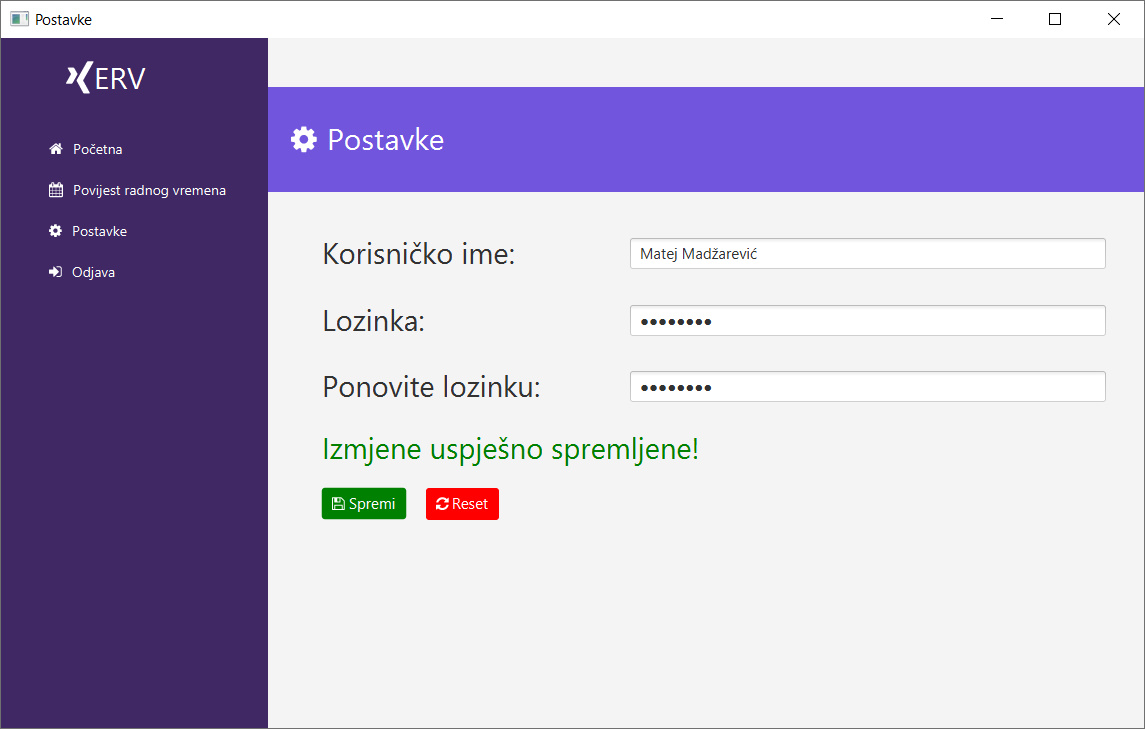 Postavke
ERV
Početna
Povijest radnog vremena
Postavke
Odjava
Postavke
Korisničko ime:
Matej Madžarević
Lozinka:
••••••••
Ponovite lozinku:
••••••••
Izmjene uspješno spremljene!
Spremi
Reset